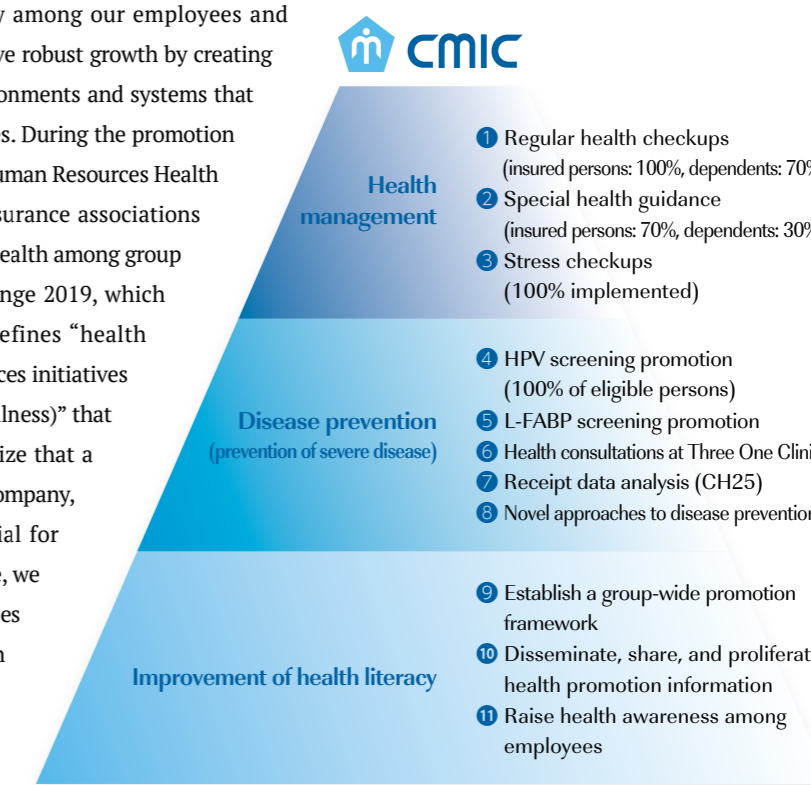 y among our employees and
ve robust growth by creating
onments and systems that
es. During the promotion
uman Resources Health
surance associations
ealth among group
nge 2019, which
efines “health
ces initiatives
lness)” that
ize that a
ompany,
ial for
e, we
es
n
CMIC
Health
management
1 Regular health checkups
(insured persons: 100%, dependents: 70%
2 Special health guidance
(insured persons: 70%, dependents: 30%
3 Stress checkups
(100% implemented)
Disease prevention
(prevention of severe disease)
4 HPV screening promotion
(100% of eligible persons)
5 L-FABP screening promotion
6 Health consultations at Three One Clini
7 Receipt data analysis (CH25)
8 Novel approaches to disease prevention
Improvement of health literacy
9 Establish a group-wide promotion
framework
10 Disseminate, share, and proliferat
health promotion information
11 Raise health awareness among
employees